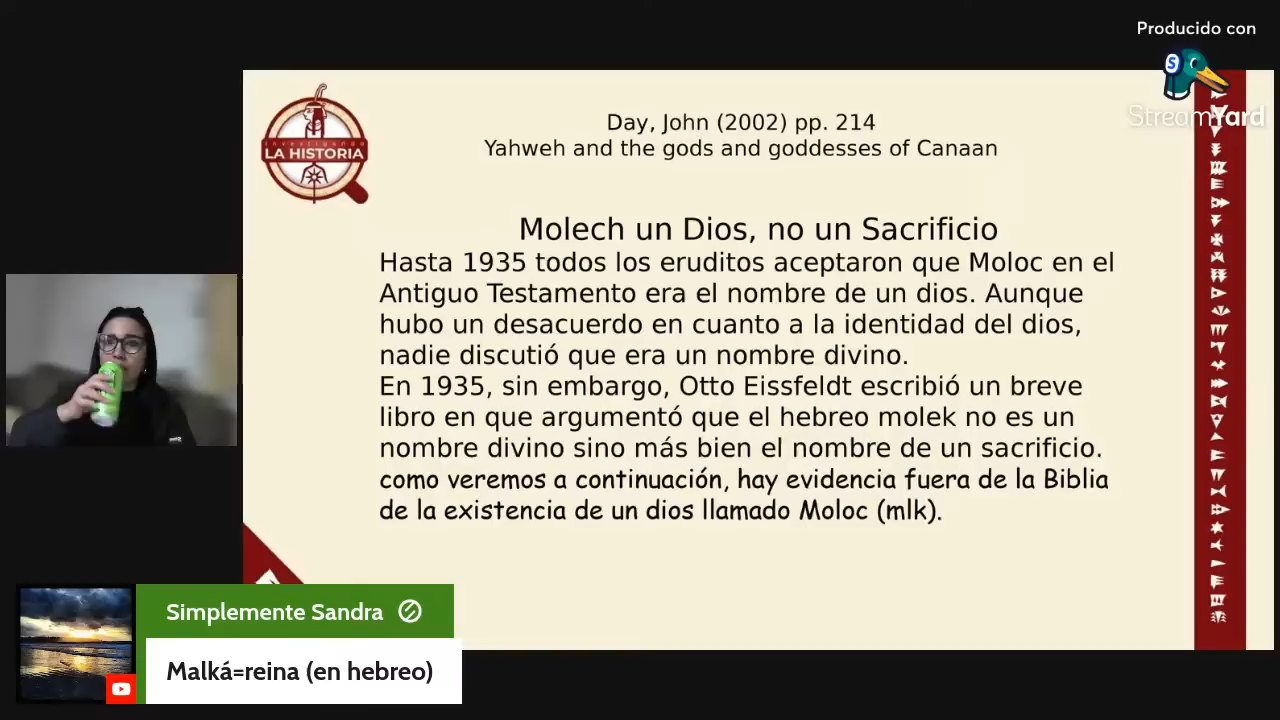 Producido con
StreamYard
Investigando
LA HISTORIA
Day, John (2002) pp. 214
Yahweh and the gods and goddesses of Canaan
Molech un Dios, no un Sacrificio
Hasta 1935 todos los eruditos aceptaron que Moloc en el
Antiguo Testamento era el nombre de un dios. Aunque
hubo un desacuerdo en cuanto a la identidad del dios,
nadie discutió que era un nombre divino.
En 1935, sin embargo, Otto Eissfeldt escribió un breve
libro en que argumentó que el hebreo molek no es un
nombre divino sino más bien el nombre de un sacrificio.
como veremos a continuación, hay evidencia fuera de la Biblia
de la existencia de un dios llamado Moloc (mlk).
Simplemente Sandra
Malká=reina (en hebreo)